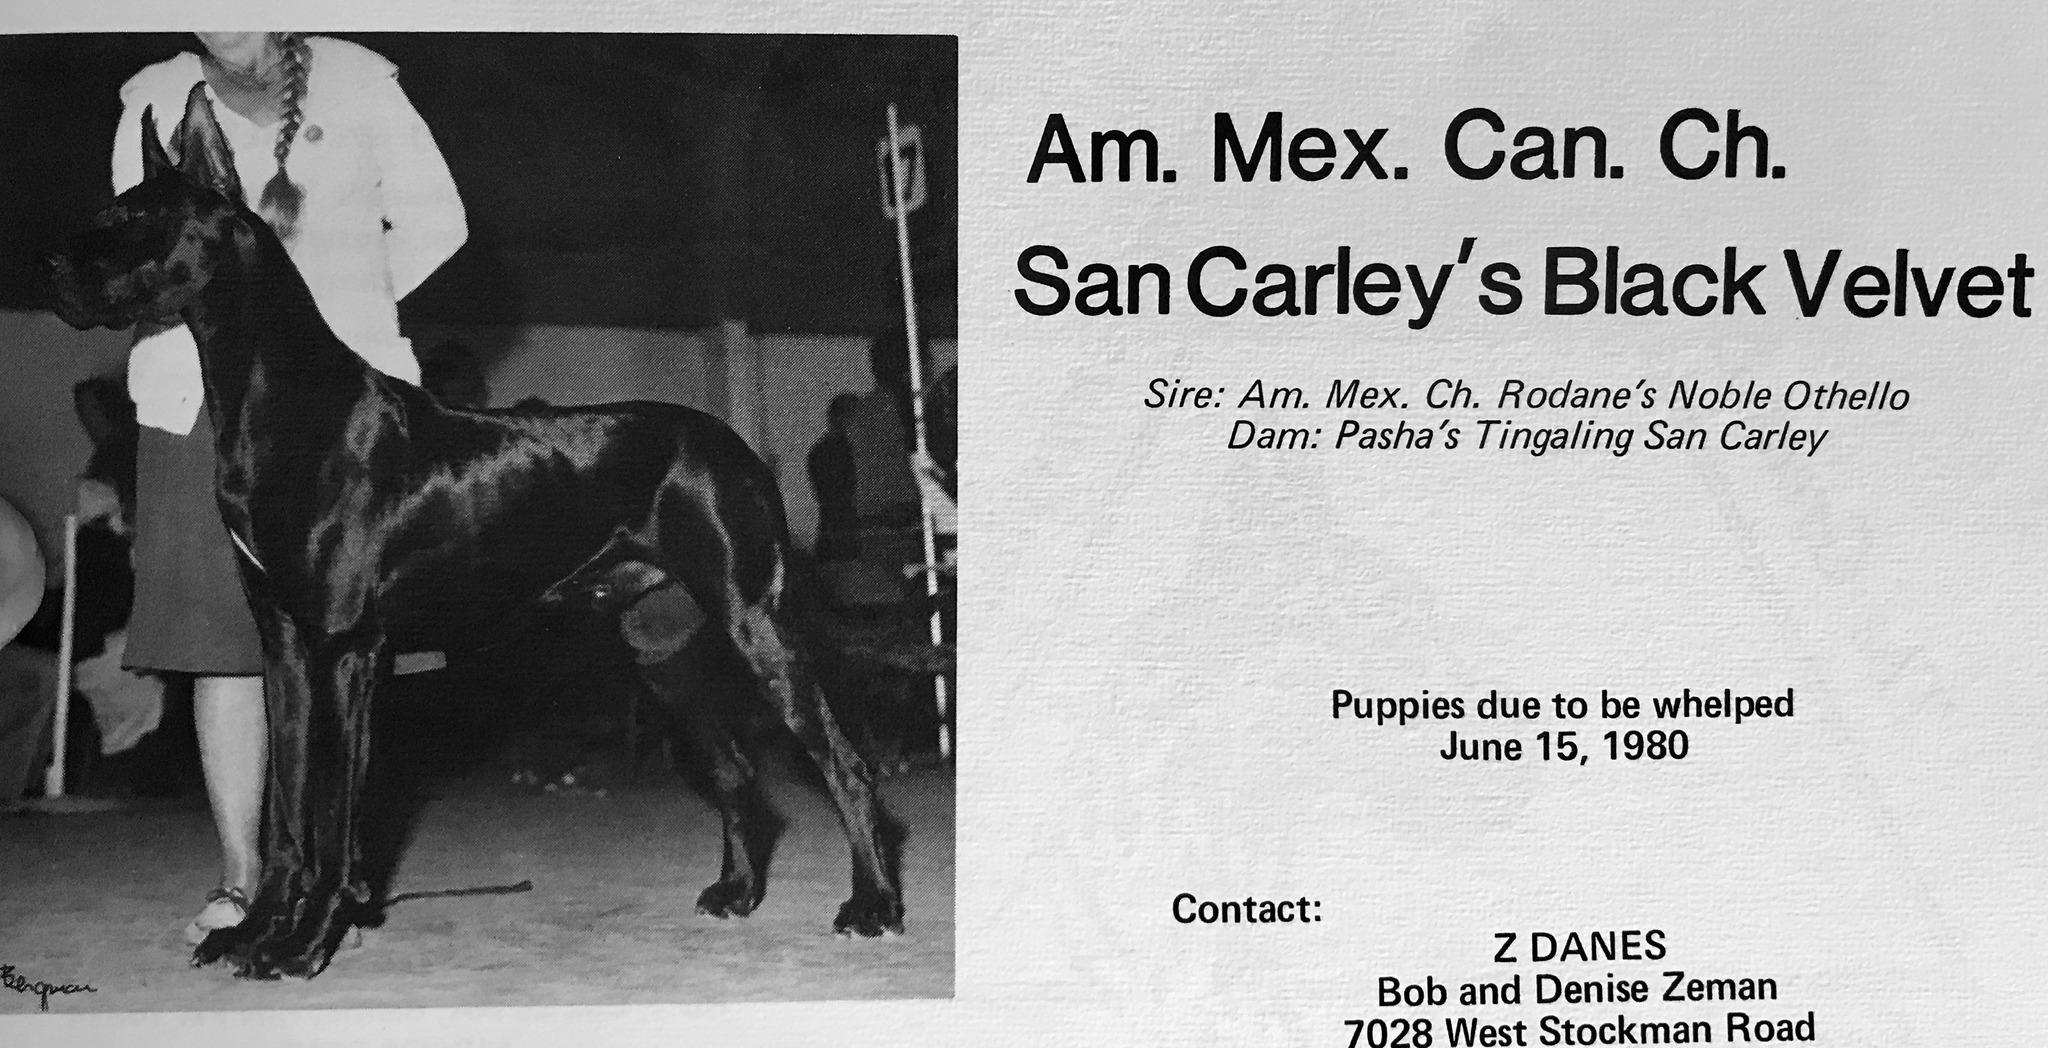 Am. Mex. Can. Ch.
San Carley's Black Velvet
Sire: Am. Mex. Ch. Rodane's Noble Othello
Dam: Pasha's Tingaling San Carley
Puppies due to be whelped
June 15, 1980
Contact:
Z DANES
Bob and Denise Zeman
7028 West Stockman Road
Bergman